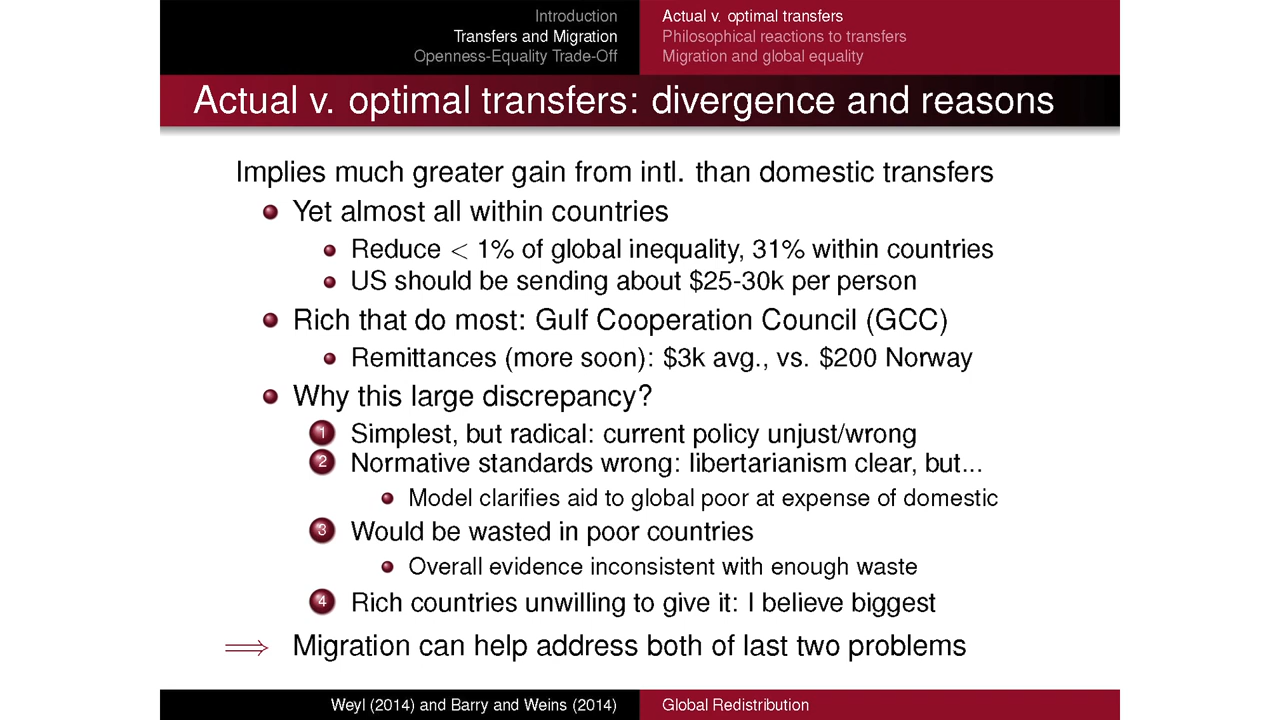 Introduction
Transfers and Migration
Openness-Equality Trade-Off
Actual v. optimal transfers
Philosophical reactions to transfers
Migration and global equality
Actual v. optimal transfers: divergence and reasons
Implies much greater gain from intl. than domestic transfers
Yet almost all within countries
Reduce < 1% of global inequality, 31% within countries
US should be sending about $25-30k per person
Rich that do most: Gulf Cooperation Council (GCC)
Remittances (more soon): $3k avg., vs. $200 Norway
Why this large discrepancy?
1 Simplest, but radical: current policy unjust/wrong
2 Normative standards wrong: libertarianism clear, but...
Model clarifies aid to global poor at expense of domestic
3 Would be wasted in poor countries
Overall evidence inconsistent with enough waste
4 Rich countries unwilling to give it: I believe biggest
⟹ Migration can help address both of last two problems
Weyl (2014) and Barry and Weins (2014)
Global Redistribution